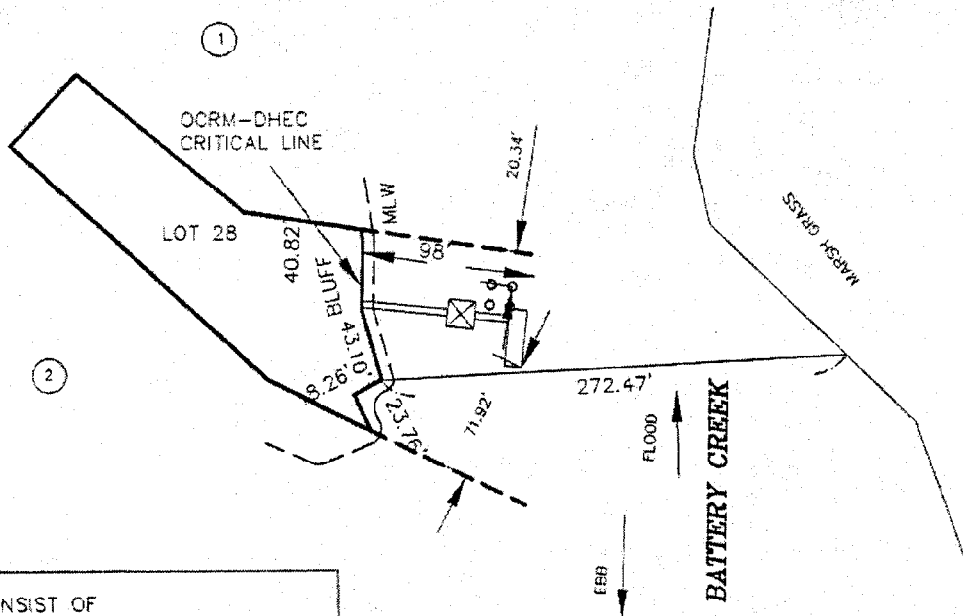 1
OCRM-DHEC
CRITICAL LINE
20.34'
MLW
LOT 28
40.82'
98'
MARSH GRASS
BLUFF
43.10'
2
8.26'
23.76'
71.92'
272.47'
FLOOD
BATTERY CREEK
EBB
NSIST OF